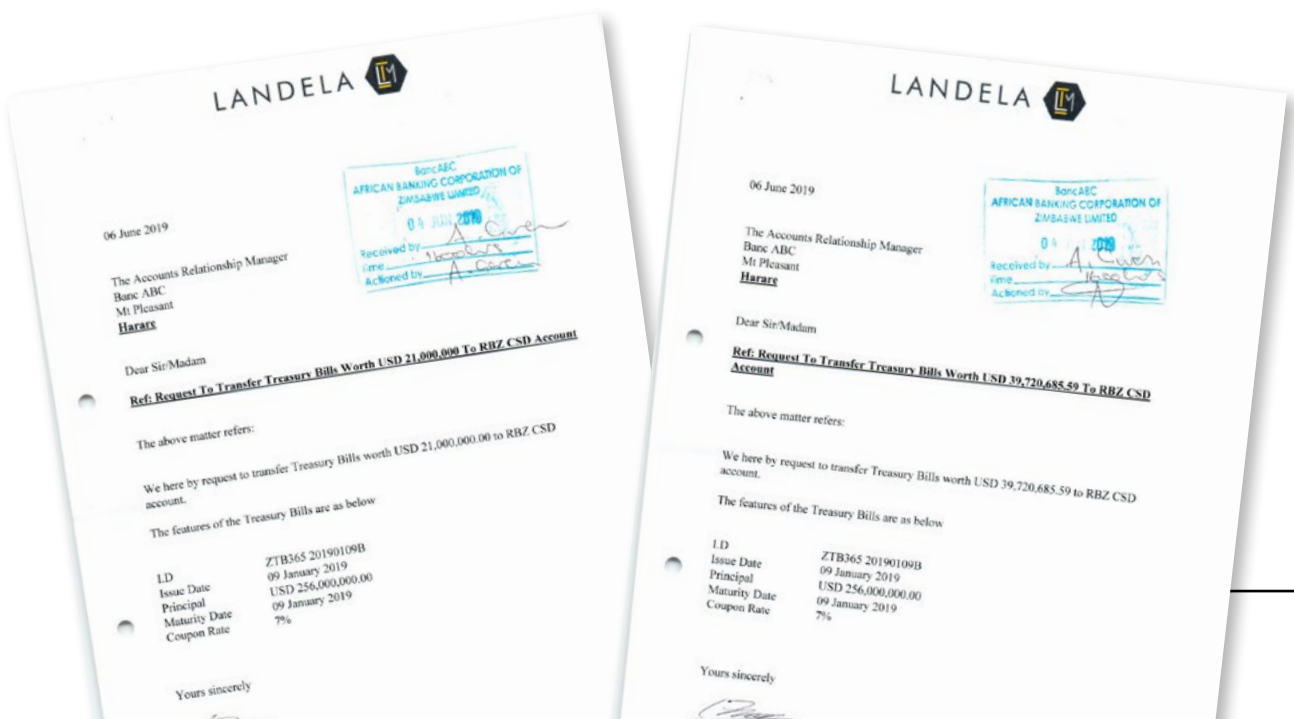 LANDELA LTM
BancABC
AFRICAN BANKING CORPORATION OF
ZIMBABWE LIMITED
Received by
Time
Actioned by
06 June 2019
The Accounts Relationship Manager
Banc ABC
Mt Pleasant
Harare
Dear Sir/Madam
Ref: Request To Transfer Treasury Bills Worth USD 21,000,000 To RBZ CSD Account
The above matter refers:
We here by request to transfer Treasury Bills worth USD 21,000,000.00 to RBZ CSD
account.
The features of the Treasury Bills are as below
I.D ZTB365 20190109B
Issue Date 09 January 2019
Principal USD 256,000,000.00
Maturity Date 09 January 2019
Coupon Rate 7%
Yours sincerely
LANDELA LTM
BancABC
AFRICAN BANKING CORPORATION OF
ZIMBABWE LIMITED
Received by
Time
Actioned by
06 June 2019
The Accounts Relationship Manager
Banc ABC
Mt Pleasant
Harare
Dear Sir/Madam
Ref: Request To Transfer Treasury Bills Worth USD 39,720,685.59 To RBZ CSD
Account
The above matter refers:
We here by request to transfer Treasury Bills worth USD 39,720,685.59 to RBZ CSD
account.
The features of the Treasury Bills are as below
I.D ZTB365 20190109B
Issue Date 09 January 2019
Principal USD 256,000,000.00
Maturity Date 09 January 2019
Coupon Rate 7%
Yours sincerely